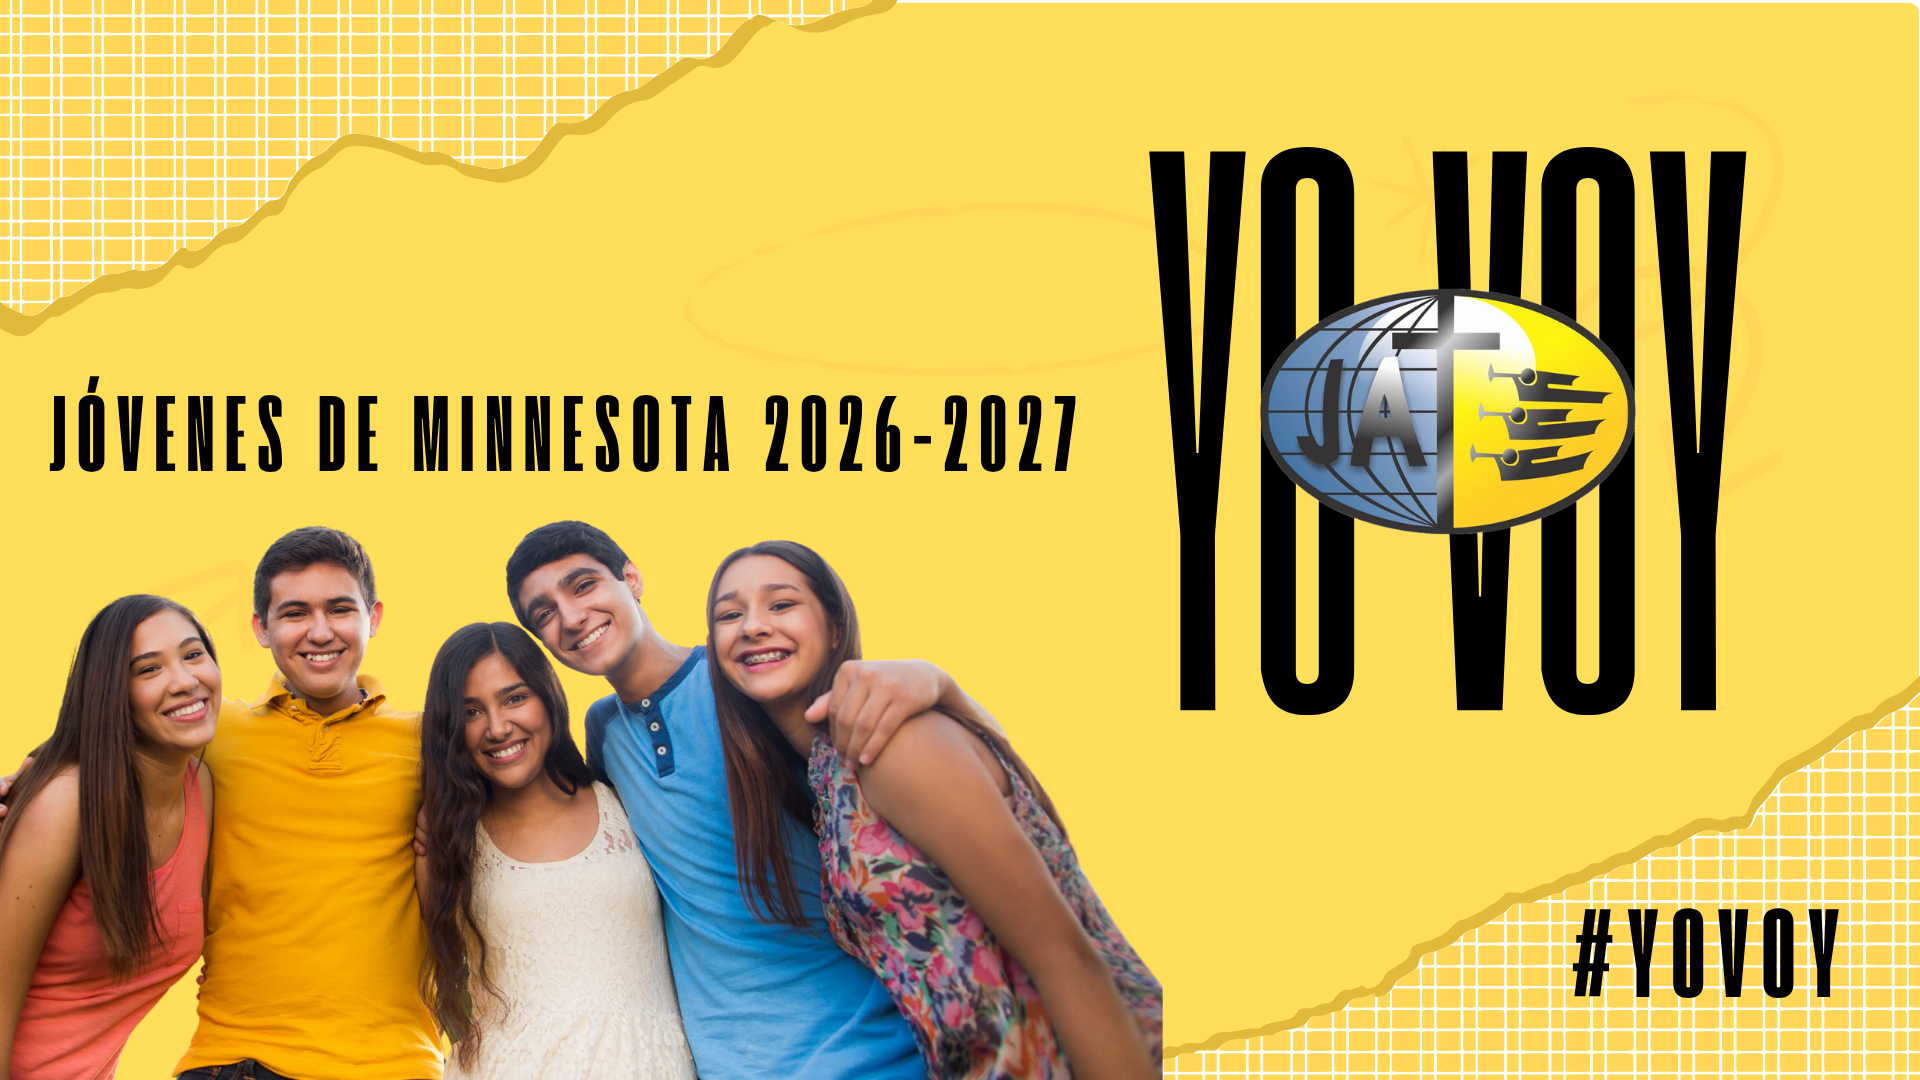 JÓVENES DE MINNESOTA 2026-2027
YO VOY
JA
#YOVOY